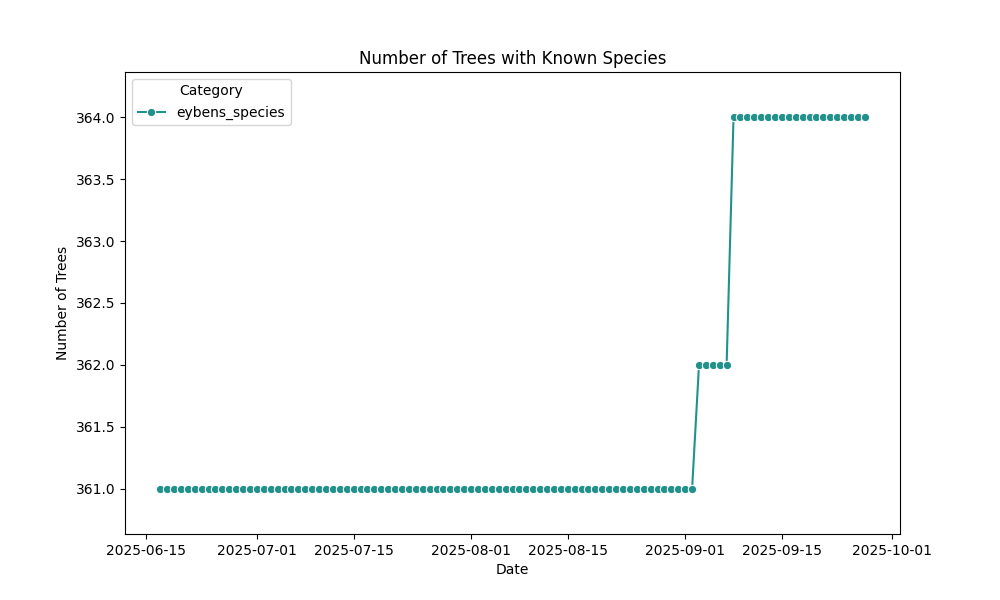 Number of Trees with Known Species
Category
eybens_species
364.0
363.5
363.0
362.5
362.0
361.5
361.0
Number of Trees
2025-06-15 2025-07-01 2025-07-15 2025-08-01 2025-08-15 2025-09-01 2025-09-15 2025-10-01
Date